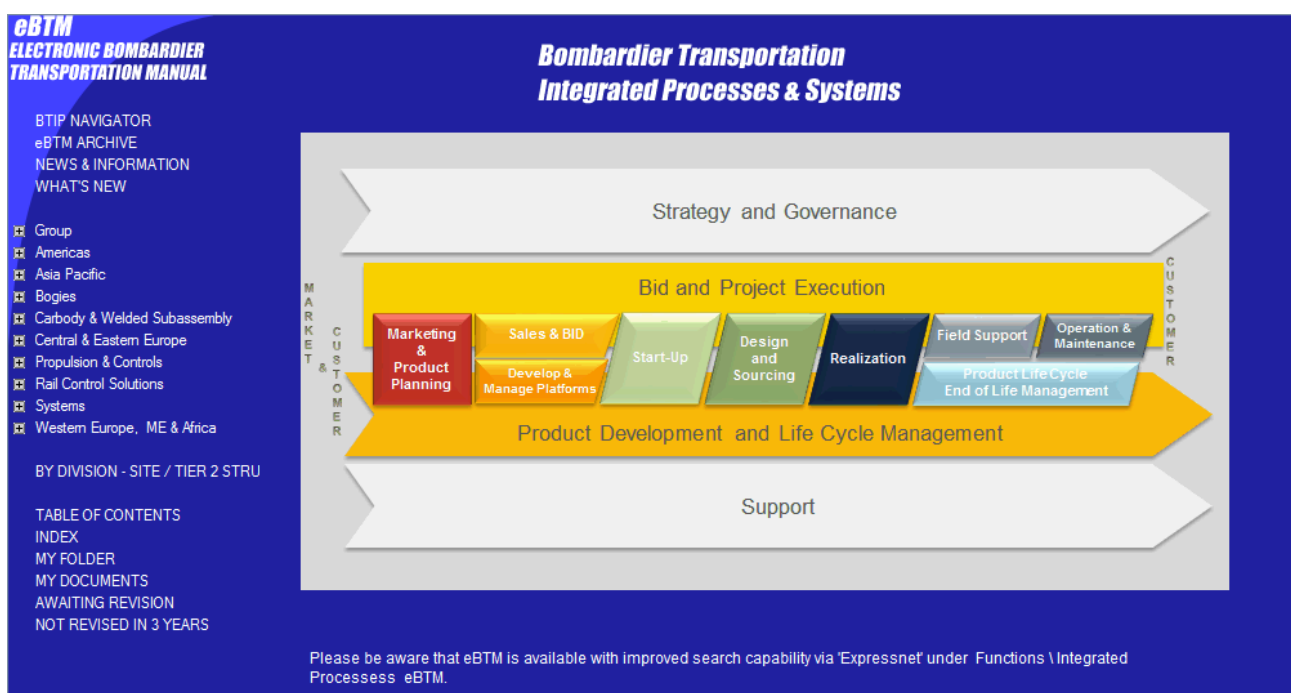 eBTM
ELECTRONIC BOMBARDIER
TRANSPORTATION MANUAL
BTIP NAVIGATOR
eBTM ARCHIVE
NEWS & INFORMATION
WHAT'S NEW
Group
Americas
Asia Pacific
Bogies
Carbody & Welded Subassembly
Central & Eastern Europe
Propulsion & Controls
Rail Control Solutions
Systems
Western Europe, ME & Africa
BY DIVISION - SITE / TIER 2 STRU
TABLE OF CONTENTS
INDEX
MY FOLDER
MY DOCUMENTS
AWAITING REVISION
NOT REVISED IN 3 YEARS
Bombardier Transportation
Integrated Processes & Systems
Strategy and Governance
MARKET
&
CUSTOMER
Bid and Project Execution
Marketing
&
Product
Planning
Sales & BID
Develop &
Manage Platforms
Start-Up
Design
and
Sourcing
Realization
Field Support
Operation &
Maintenance
Product Life Cycle
End of Life Management
CUSTOMER
Product Development and Life Cycle Management
Support
Please be aware that eBTM is available with improved search capability via 'Expressnet' under Functions \ Integrated
Processess eBTM.